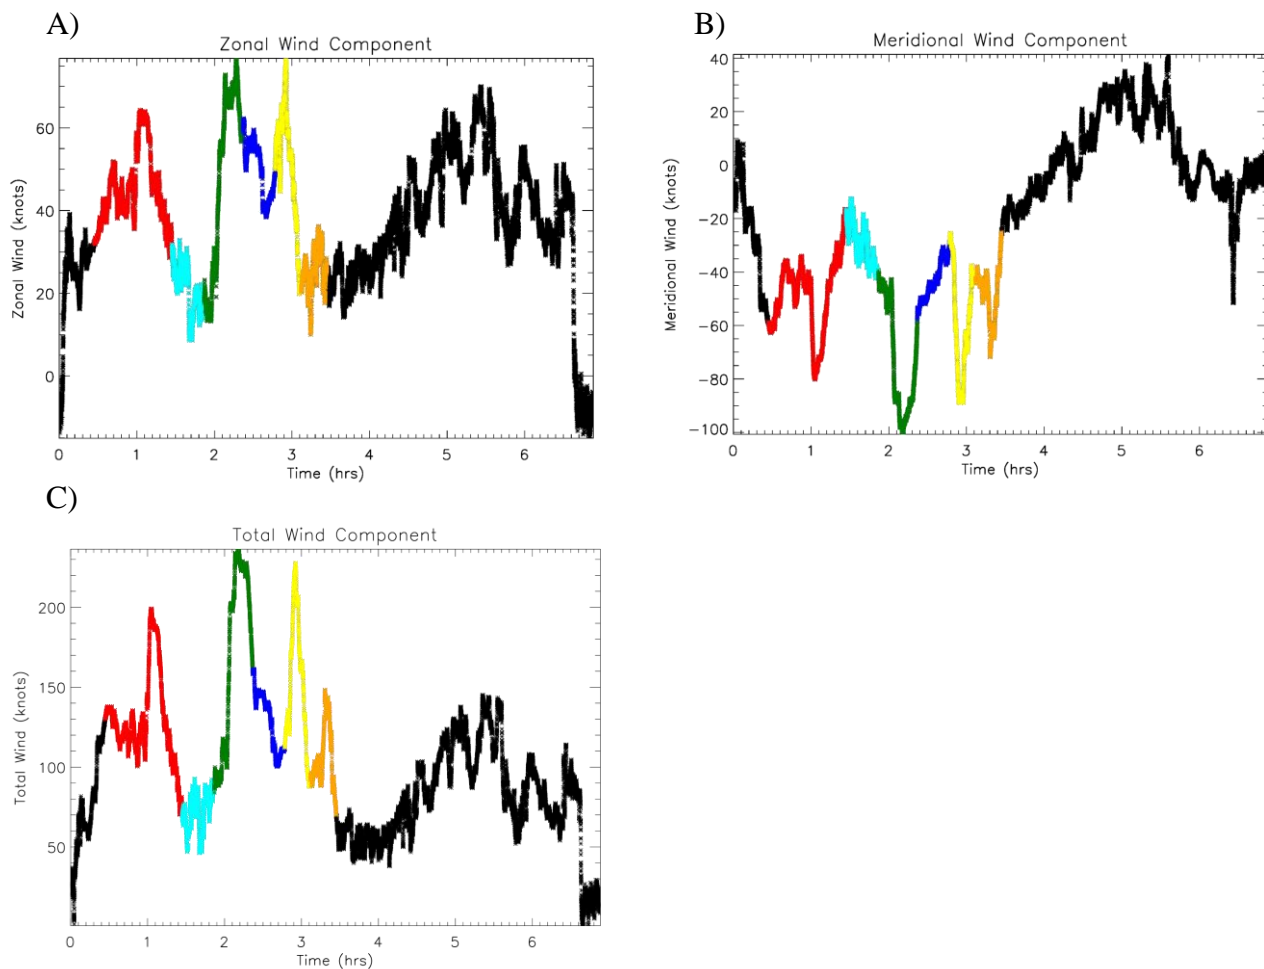 A)
Zonal Wind Component
Zonal Wind (knots)
60
40
20
0
0 1 2 3 4 5 6
Time (hrs)
B)
Meridional Wind Component
Meridional Wind (knots)
40
20
0
−20
−40
−60
−80
−100
0 1 2 3 4 5 6
Time (hrs)
C)
Total Wind Component
Total Wind (knots)
200
150
100
50
0 1 2 3 4 5 6
Time (hrs)